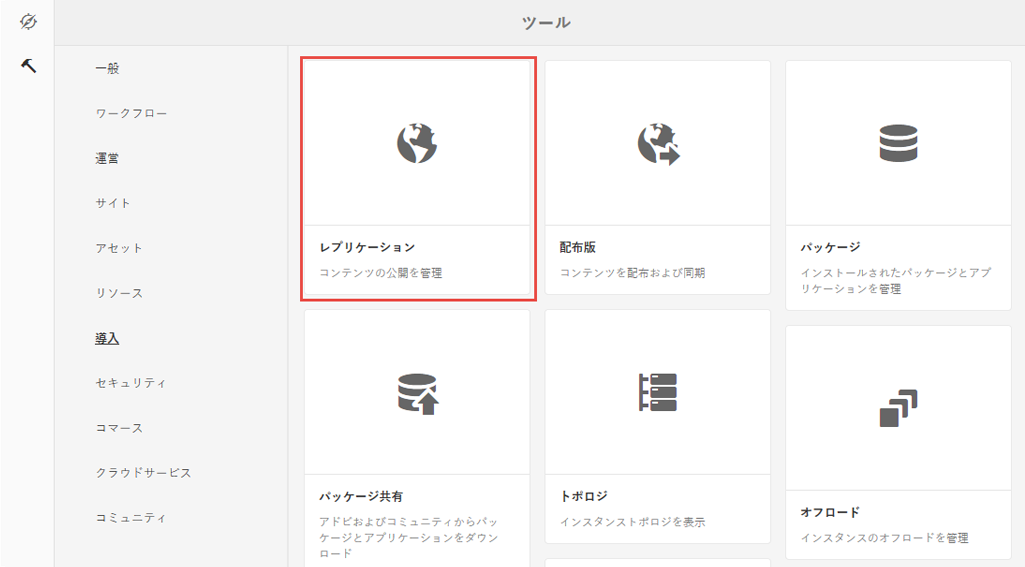 ツール
一般
ワークフロー
運営
サイト
アセット
リソース
導入
セキュリティ
コマース
クラウドサービス
コミュニティ
レプリケーション
コンテンツの公開を管理
配布版
コンテンツを配布および同期
パッケージ
インストールされたパッケージとアプ
リケーションを管理
パッケージ共有
アドビおよびコミュニティからパッ
ケージとアプリケーションをダウン
ロード
トポロジ
インスタンストポロジを表示
オフロード
インスタンスのオフロードを管理